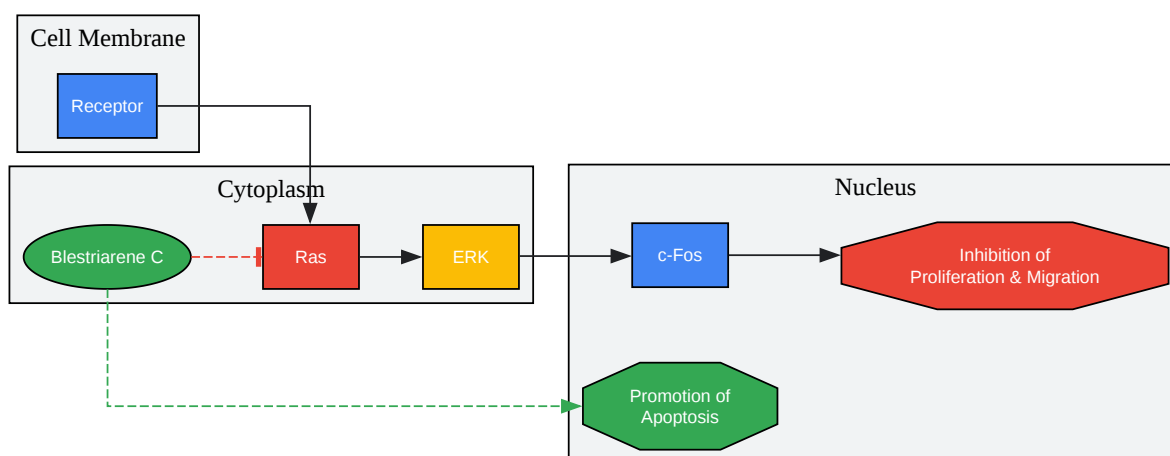 Cell Membrane
Receptor
Cytoplasm
Nucleus
Blestriarene C
Ras
ERK
c-Fos
Inhibition of
Proliferation & Migration
Promotion of
Apoptosis